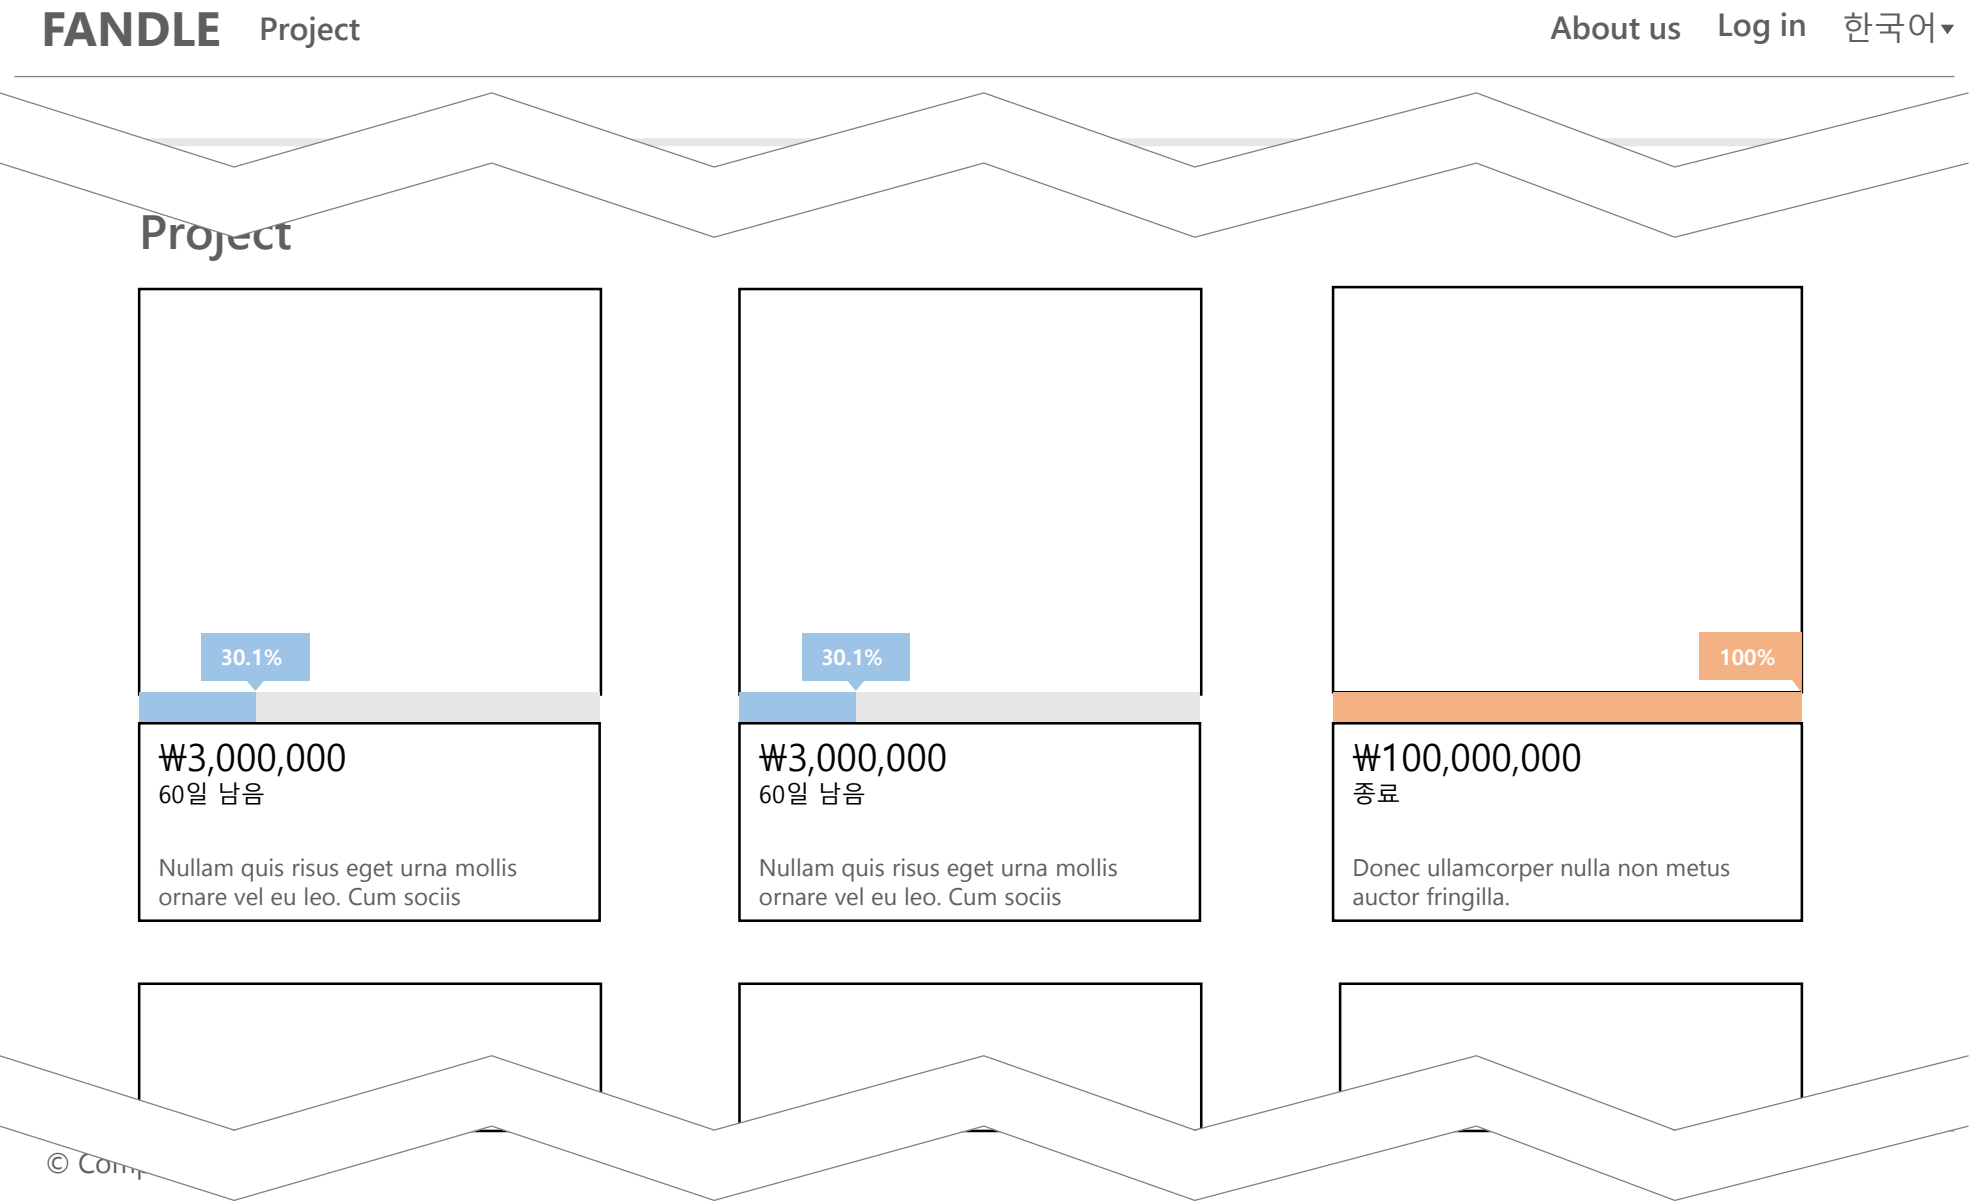 FANDLE Project About us Log in 한국어▾
Project
30.1% 30.1% 100%
₩3,000,000
60일 남음
Nullam quis risus eget urna mollis
ornare vel eu leo. Cum sociis
₩3,000,000
60일 남음
Nullam quis risus eget urna mollis
ornare vel eu leo. Cum sociis
₩100,000,000
종료
Donec ullamcorper nulla non metus
auctor fringilla.
©